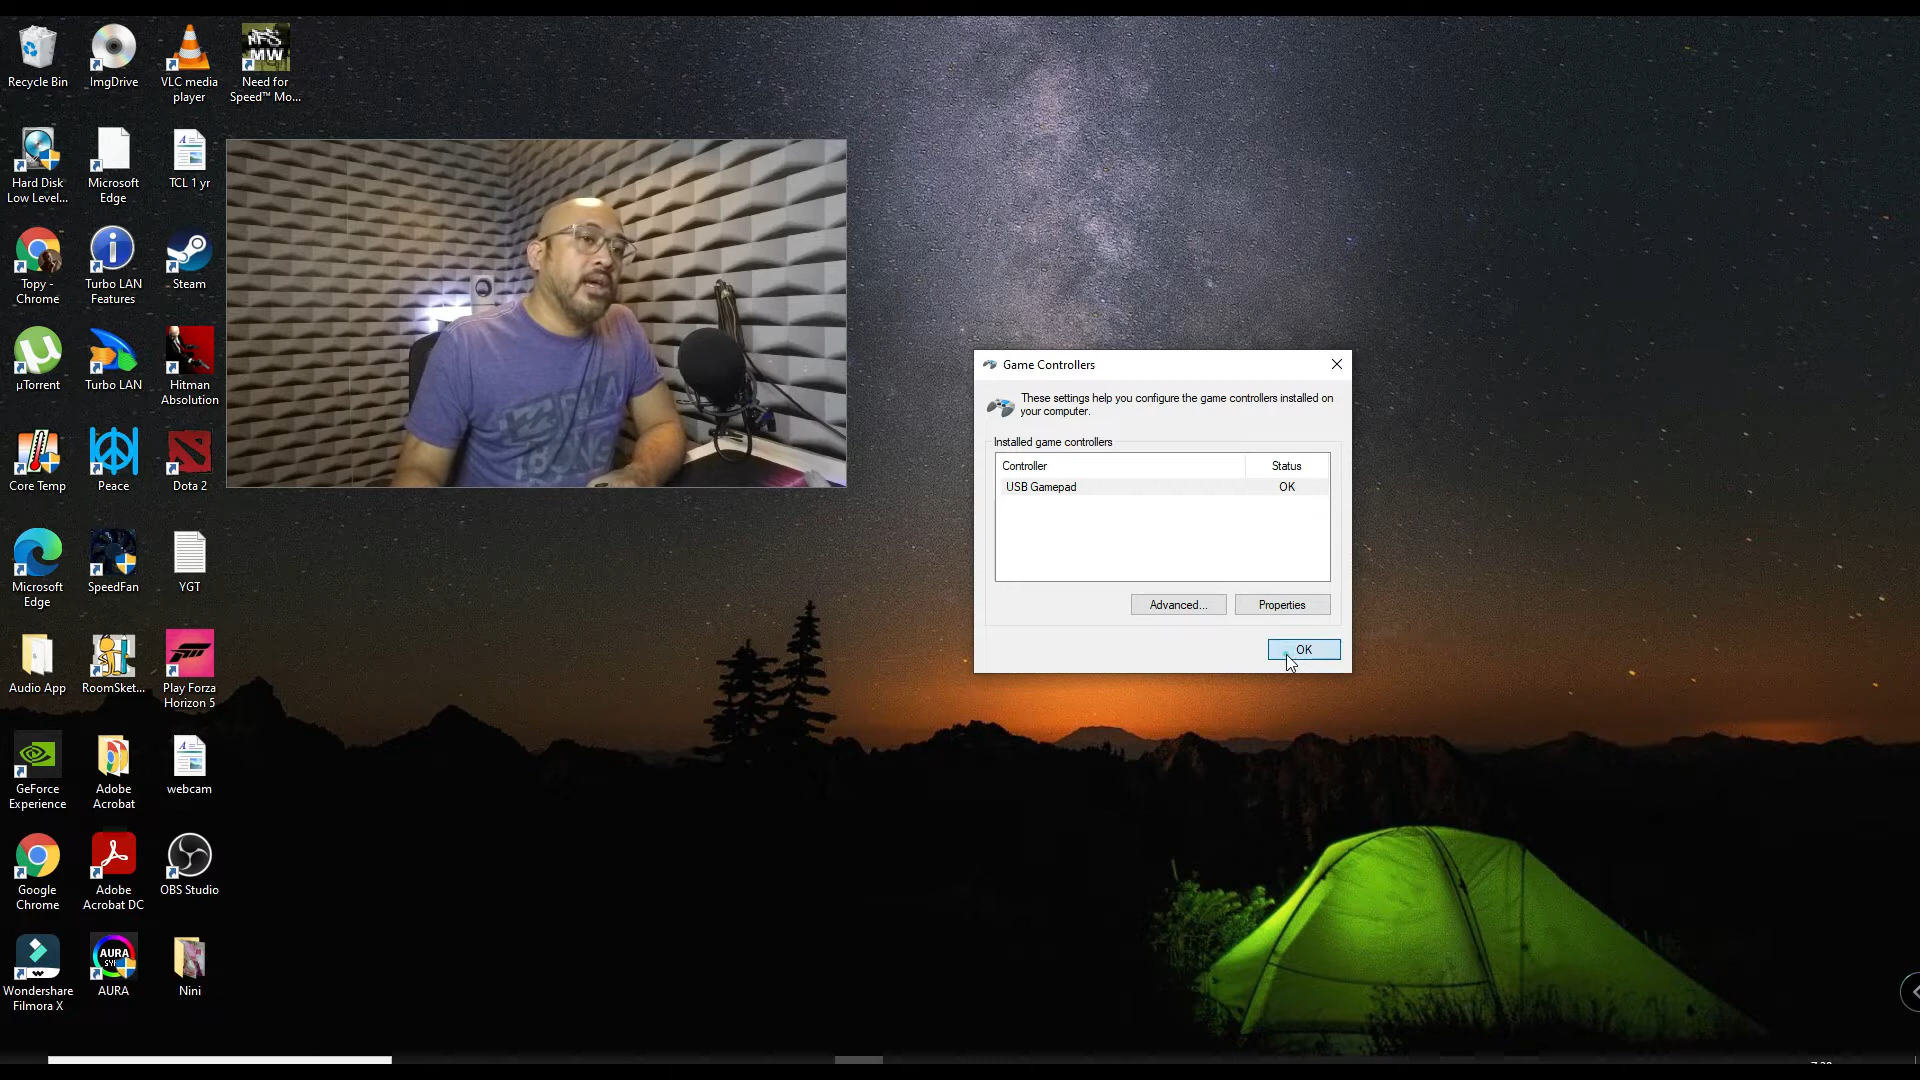 Recycle Bin
ImgDrive
VLC media
player
Need for
Speed™ Mo...
Hard Disk
Low Level...
Microsoft
Edge
TCL 1 yr
Topy -
Chrome
Turbo LAN
Features
Steam
µTorrent
Turbo LAN
Hitman
Absolution
Core Temp
Peace
Dota 2
Microsoft
Edge
SpeedFan
YGT
Audio App
RoomSket...
Play Forza
Horizon 5
GeForce
Experience
Adobe
Acrobat
webcam
Google
Chrome
Adobe
Acrobat DC
OBS Studio
Wondershare
Filmora X
AURA
AURA
Nini
Game Controllers
These settings help you configure the game controllers installed on
your computer.
Installed game controllers
Controller
Status
USB Gamepad
OK
Advanced...
Properties
OK